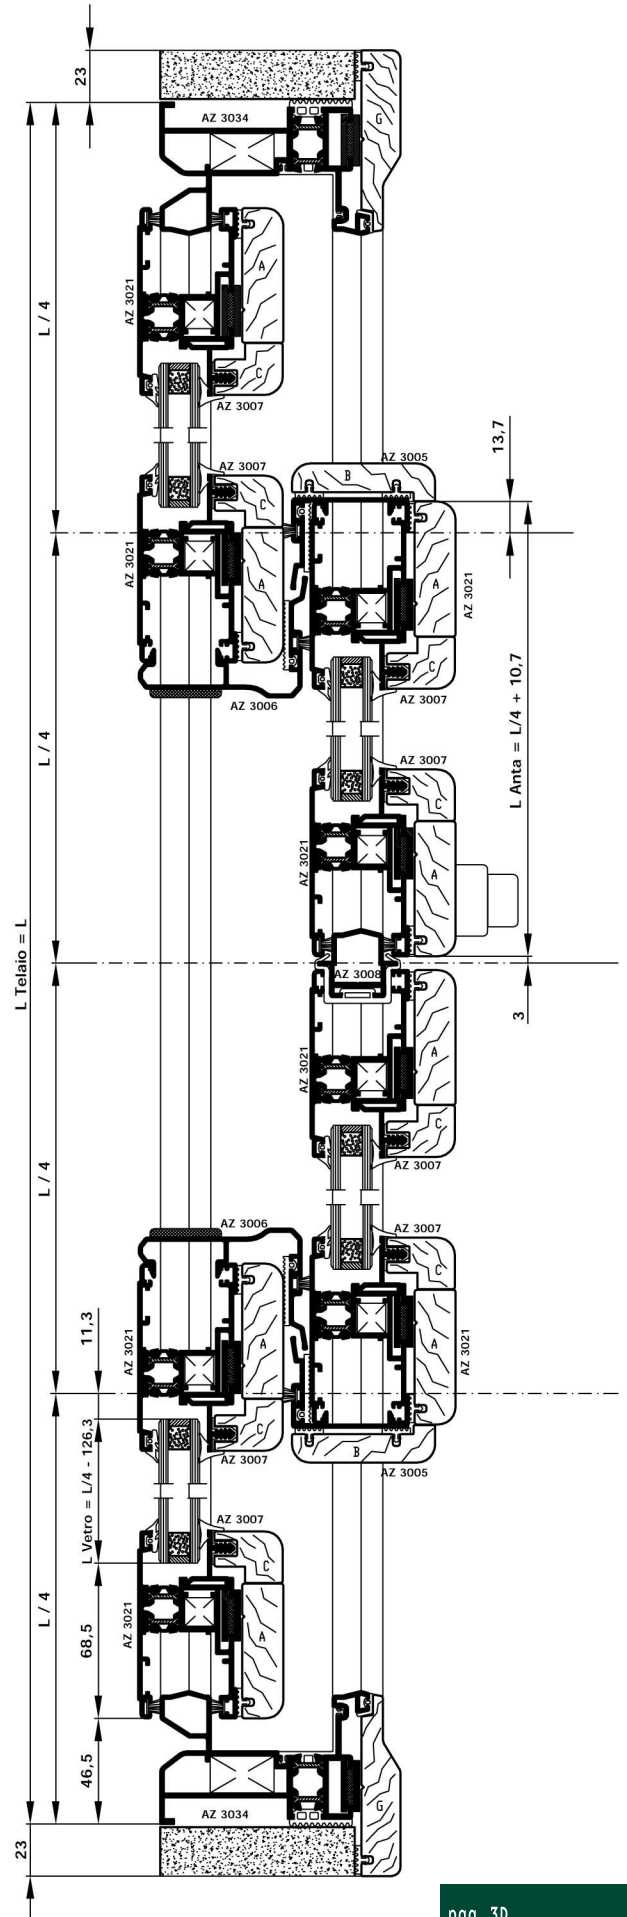 23
AZ 3034
G
L / 4
AZ 3021
A
C
AZ 3007
13,7
AZ 3007
AZ 3005
B
C
AZ 3021
A
A
AZ 3021
C
AZ 3007
AZ 3006
L / 4
L Anta = L/4 + 10,7
AZ 3007
C
AZ 3021
A
L Telaio = L
AZ 3008
3
AZ 3021
A
C
AZ 3007
L / 4
AZ 3006
AZ 3007
C
11,3
AZ 3021
A
A
AZ 3021
C
B
AZ 3007
AZ 3005
L Vetro = L/4 - 126,3
AZ 3007
C
L / 4
68,5
AZ 3021
A
46,5
AZ 3034
G
23
pag. 3D